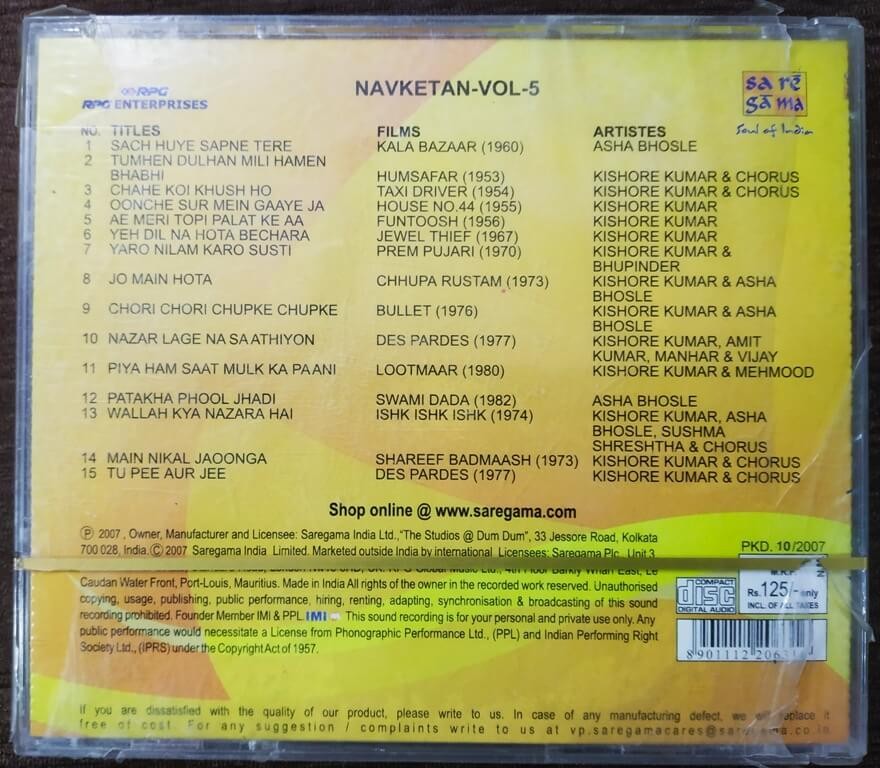 RPG
RPG ENTERPRISES
NAVKETAN-VOL-5
sa rē
gā ma
Soul of India
NO. TITLES FILMS ARTISTES
1 SACH HUYE SAPNE TERE KALA BAZAAR (1960) ASHA BHOSLE
2 TUMHEN DULHAN MILI HAMEN
BHABHI HUMSAFAR (1953) KISHORE KUMAR & CHORUS
3 CHAHE KOI KHUSH HO TAXI DRIVER (1954) KISHORE KUMAR & CHORUS
4 OONCHE SUR MEIN GAAYE JA HOUSE NO.44 (1955) KISHORE KUMAR
5 AE MERI TOPI PALAT KE AA FUNTOOSH (1956) KISHORE KUMAR
6 YEH DIL NA HOTA BECHARA JEWEL THIEF (1967) KISHORE KUMAR
7 YARO NILAM KARO SUSTI PREM PUJARI (1970) KISHORE KUMAR &
BHUPINDER
8 JO MAIN HOTA CHHUPA RUSTAM (1973) KISHORE KUMAR & ASHA
BHOSLE
9 CHORI CHORI CHUPKE CHUPKE BULLET (1976) KISHORE KUMAR & ASHA
BHOSLE
10 NAZAR LAGE NA SAATHIYON DES PARDES (1977) KISHORE KUMAR, AMIT
KUMAR, MANHAR & VIJAY
11 PIYA HAM SAAT MULK KA PAANI LOOTMAAR (1980) KISHORE KUMAR & MEHMOOD
12 PATAKHA PHOOL JHADI SWAMI DADA (1982) ASHA BHOSLE
13 WALLAH KYA NAZARA HAI ISHK ISHK ISHK (1974) KISHORE KUMAR, ASHA
BHOSLE, SUSHMA
SHRESHTHA & CHORUS
14 MAIN NIKAL JAOONGA SHAREEF BADMAASH (1973) KISHORE KUMAR & CHORUS
15 TU PEE AUR JEE DES PARDES (1977) KISHORE KUMAR & CHORUS
Shop online @ www.saregama.com
Ⓟ 2007 , Owner, Manufacturer and Licensee: Saregama India Ltd.,"The Studios @ Dum Dum", 33 Jessore Road, Kolkata
700 028, India.Ⓒ 2007 Saregama India Limited. Marketed outside India by international Licensees: Saregama Plc. Unit 3
Caudan Water Front, Port-Louis, Mauritius. Made in India All rights of the owner in the recorded work reserved. Unauthorised
copying, usage, publishing, public performance, hiring, renting, adapting, synchronisation & broadcasting of this sound
recording prohibited. Founder Member IMI & PPL IMI This sound recording is for your personal and private use only. Any
public performance would necessitate a License from Phonographic Performance Ltd., (PPL) and Indian Performing Right
Society Ltd., (IPRS) under the Copyright Act of 1957.
PKD. 10/2007
COMPACT
disc
DIGITAL AUDIO
Rs.125/- only
INCL. OF ALL TAXES
8 901112 20631
If you are dissatisfied with the quality of our product, please write to us. In case of any manufacturing defect, we will replace it
free of cost. For any suggestion / complaints write to us at vp.saregamacares@saregama.co.in